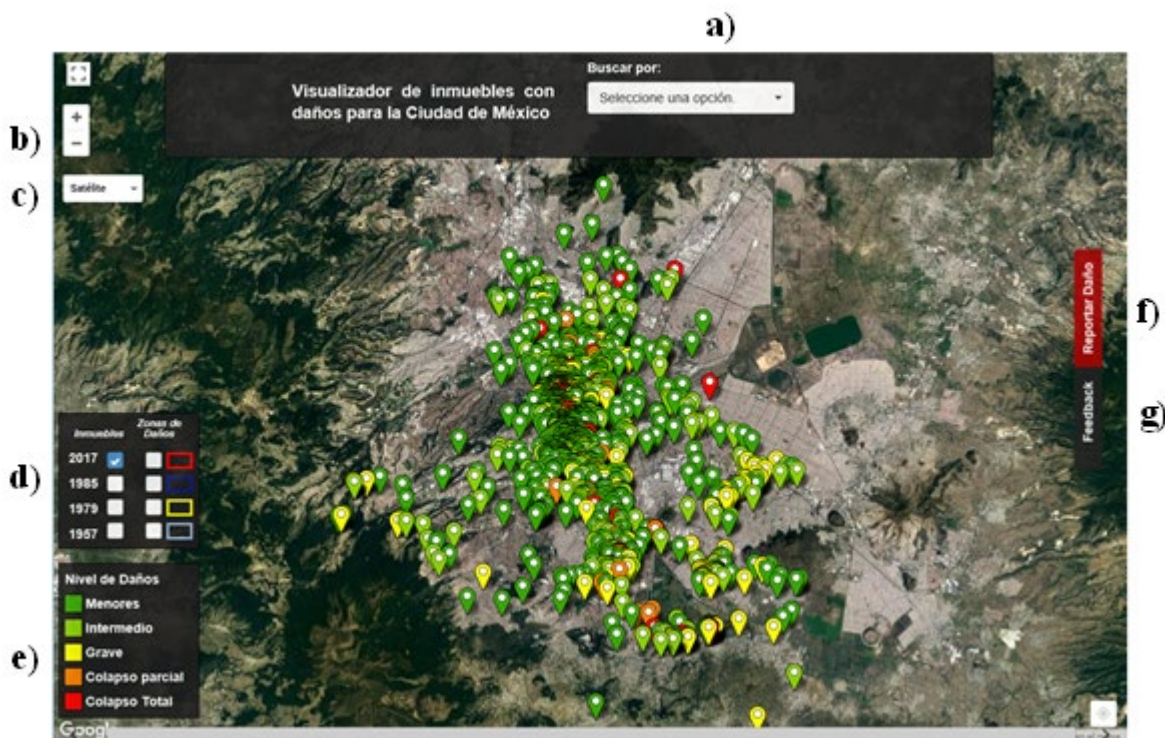 a)
Visualizador de inmuebles con
daños para la Ciudad de México
Buscar por:
Seleccione una opción.
+
b)
−
c)
Satélite
f)
Reportar Daño
g)
Feedback
d)
Inmuebles Zonas de
Daños
2017
1985
1979
1957
e)
Nivel de Daños
Menores
Intermedio
Grave
Colapso parcial
Colapso Total
Google